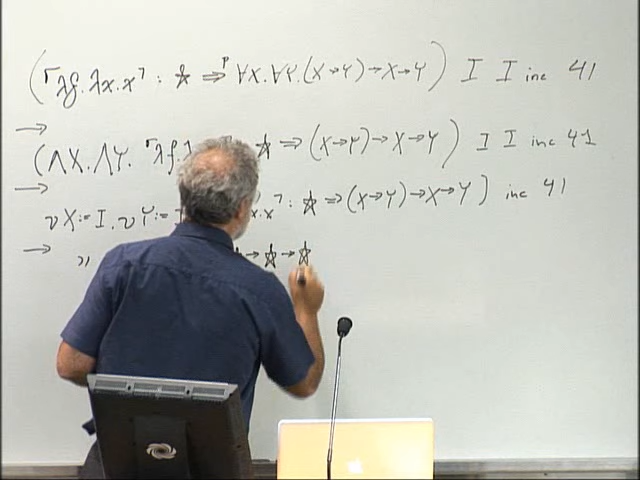 (⌜λf.λx.x⌝ : ☆ ⇒ᵖ ∀X.∀Y.(X→Y)→X→Y) I I inc 41
→ (ΛX.ΛY.⌜λf.λ ☆ ⇒ (X→Y)→X→Y) I I inc 41
→ νX:=I.νY:= x.x⌝ : ☆ ⇒ (X→Y)→X→Y) inc 41
→ " →☆→☆